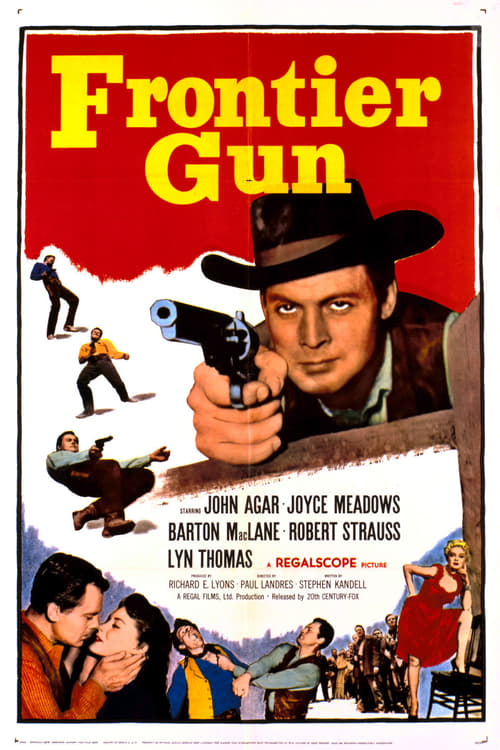 Frontier
Gun
STARRING JOHN AGAR · JOYCE MEADOWS
BARTON MacLANE · ROBERT STRAUSS
LYN THOMAS · A REGALSCOPE PICTURE
PRODUCED BY DIRECTED BY WRITTEN BY
RICHARD E. LYONS · PAUL LANDRES · STEPHEN KANDELL
A REGAL FILMS, Ltd. Production · Released by 20th CENTURY-FOX